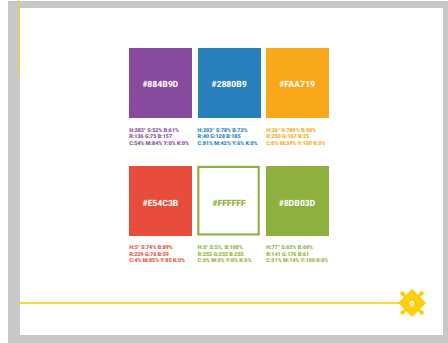 #884B9D #2880B9 #FAA719
H:283° S:52% B:61% H:203° S:78% B:72% H:36° S:784% B:98%
R:136 G:75 B:157 R:40 G:128 B:185 R:250 G:167 B:25
C:54% M:84% Y:0% K:0% C:81% M:42% Y:6% K:0% C:0% M:39% Y:100 K:0%
#E54C3B #FFFFFF #8DB03D
H:5° S:74% B:89% H:0° S:5%, B:100% H:77° S:65% B:69%
R:229 G:76 B:59 R:255 G:255 B:255 R:141 G:176 B:61
C:4% M:85% Y:85 K:0% C:0% M:0% Y:0% K:0% C:51% M:14% Y:100 K:0%
9